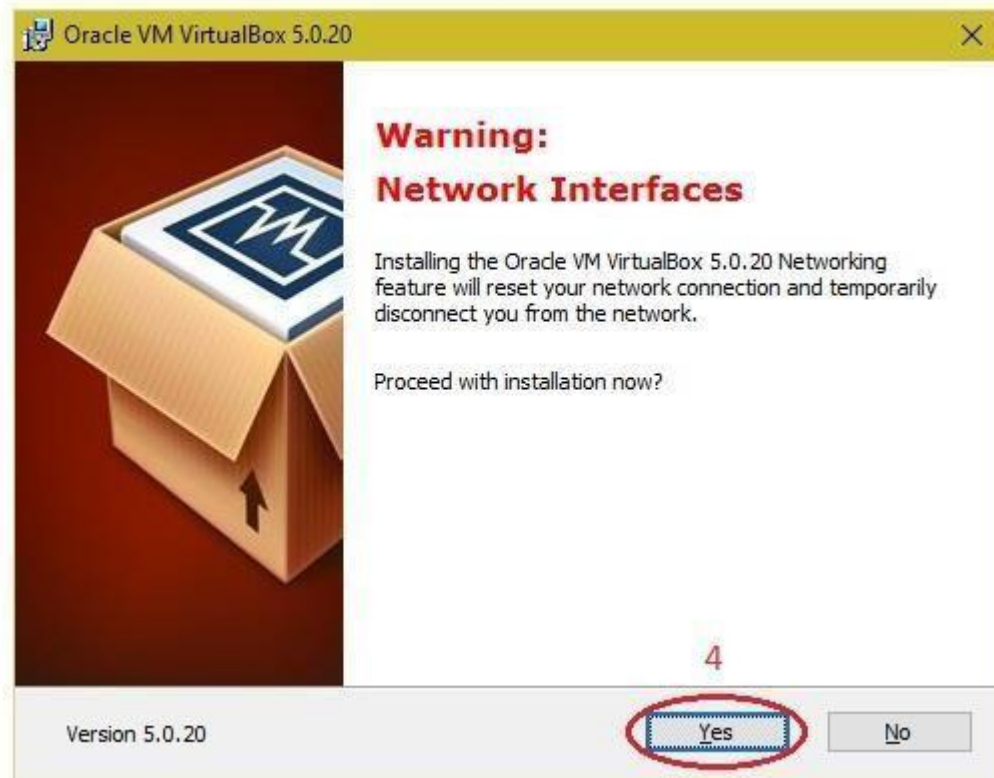 Oracle VM VirtualBox 5.0.20
Warning:
Network Interfaces
Installing the Oracle VM VirtualBox 5.0.20 Networking
feature will reset your network connection and temporarily
disconnect you from the network.
Proceed with installation now?
4
Version 5.0.20
Yes
No